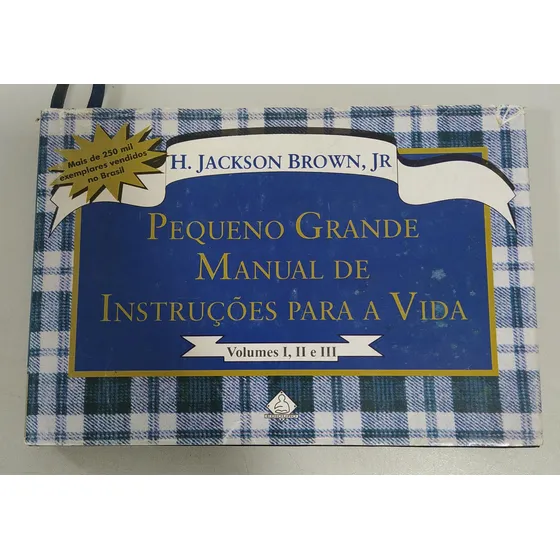 Mais de 250 mil
exemplares vendidos
no Brasil
H. JACKSON BROWN, JR
PEQUENO GRANDE
MANUAL DE
INSTRUÇÕES PARA A VIDA
Volumes I, II e III